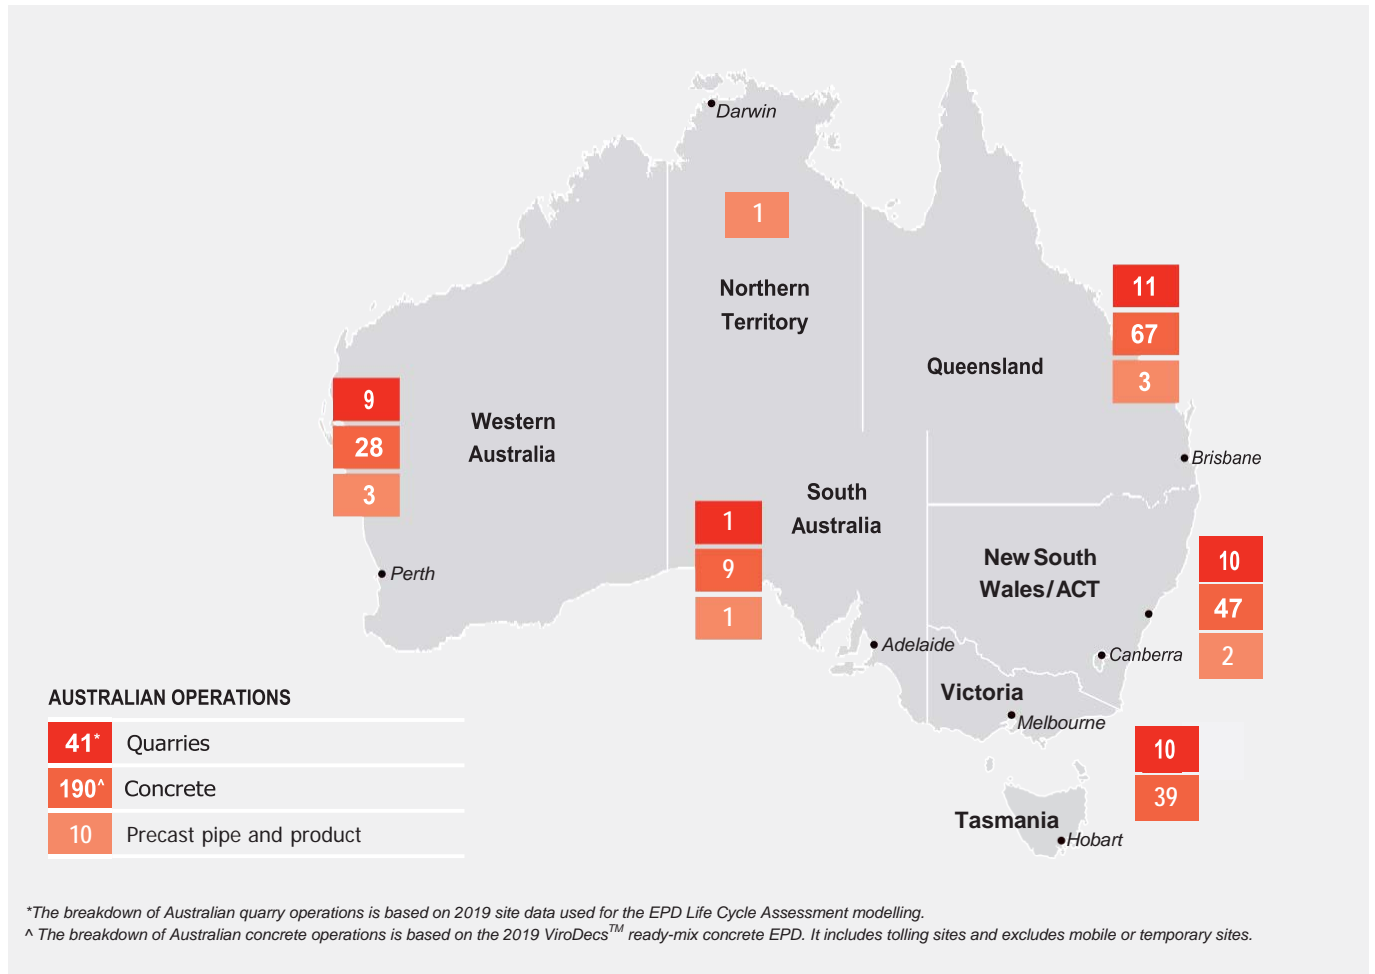 Darwin
1
Northern
Territory
11
67
3
Queensland
9
28
3
Western
Australia
Brisbane
South
Australia
1
9
1
New South
Wales/ACT
10
47
2
Perth
Adelaide
Canberra
Victoria
Melbourne
10
39
Tasmania
Hobart
AUSTRALIAN OPERATIONS
41* Quarries
190^ Concrete
10 Precast pipe and product
*The breakdown of Australian quarry operations is based on 2019 site data used for the EPD Life Cycle Assessment modelling.
^ The breakdown of Australian concrete operations is based on the 2019 ViroDecs™ ready-mix concrete EPD. It includes tolling sites and excludes mobile or temporary sites.